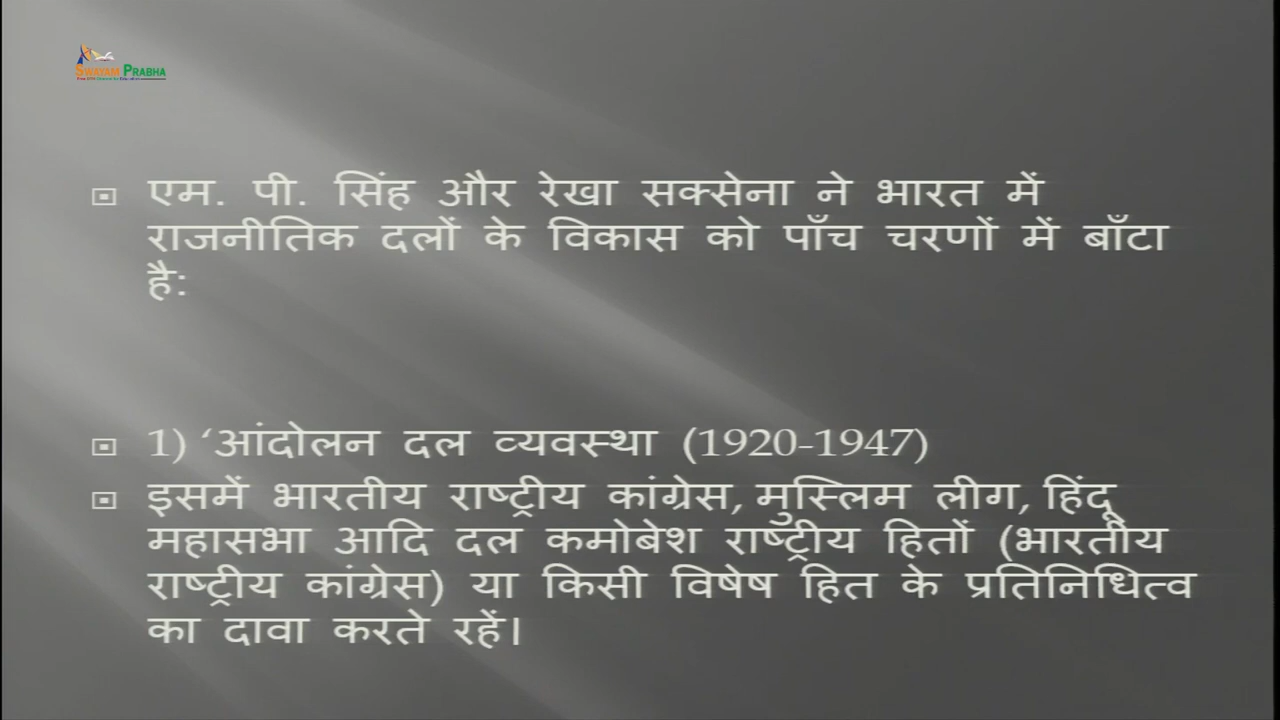 SWAYAM PRABHA
एम. पी. सिंह और रेखा सक्सेना ने भारत में
राजनीतिक दलों के विकास को पाँच चरणों में बाँटा
है:
1) ‘आंदोलन दल व्यवस्था (1920-1947)
इसमें भारतीय राष्ट्रीय कांग्रेस, मुस्लिम लीग, हिंदू
महासभा आदि दल कमोबेश राष्ट्रीय हितों (भारतीय
राष्ट्रीय कांग्रेस) या किसी विषेष हित के प्रतिनिधित्व
का दावा करते रहें।